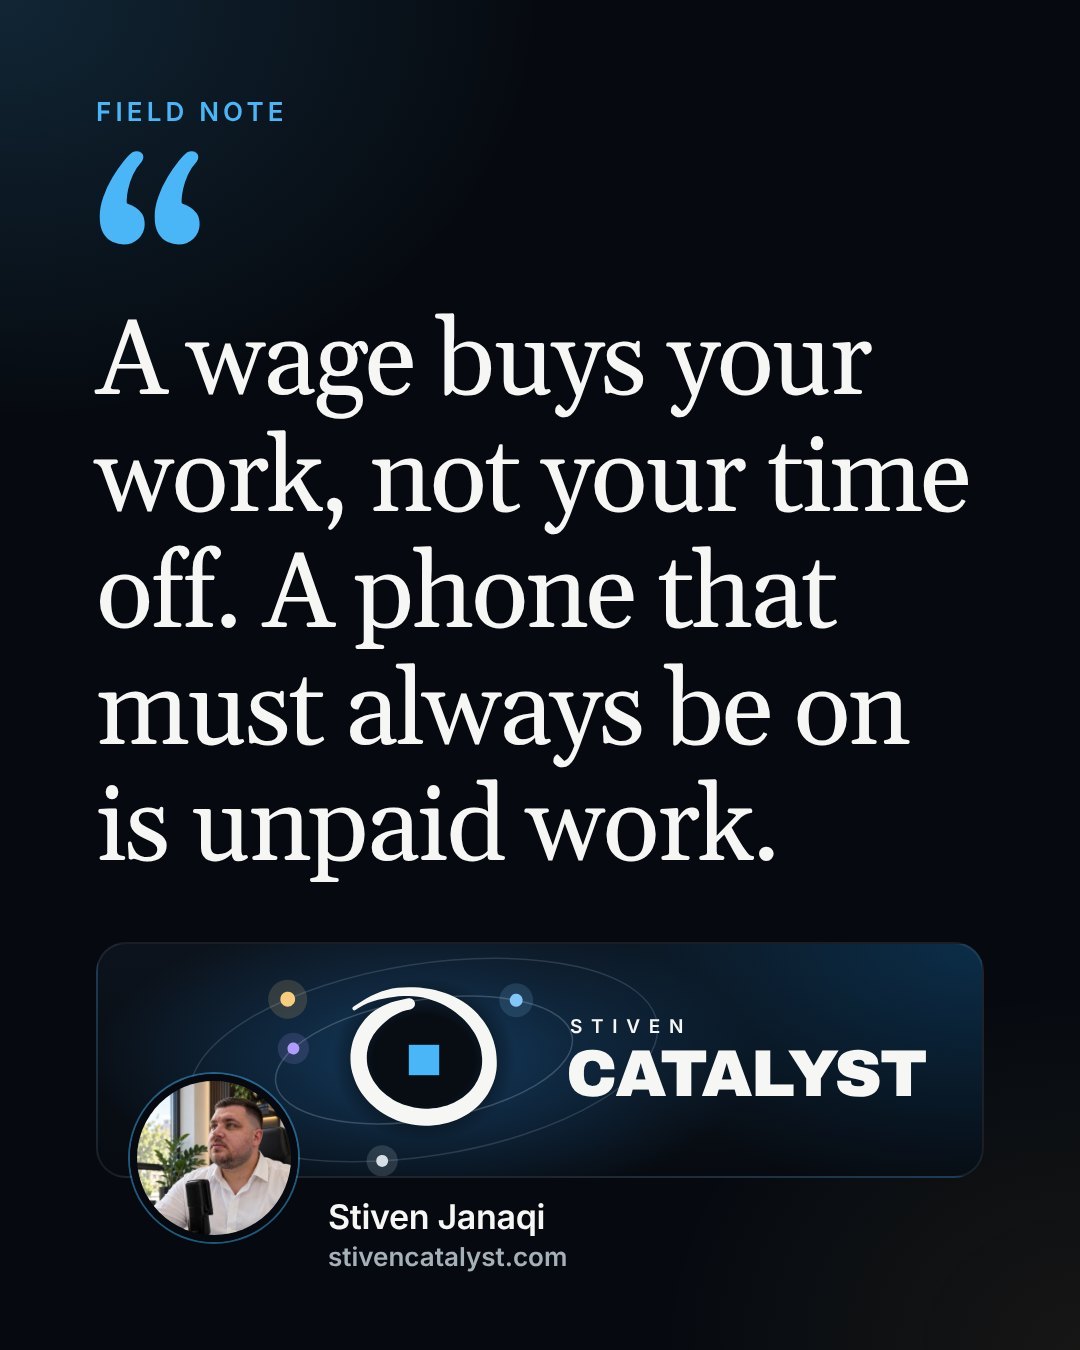 FIELD NOTE
“
A wage buys your
work, not your time
off. A phone that
must always be on
is unpaid work.
STIVEN
CATALYST
Stiven Janaqi
stivencatalyst.com